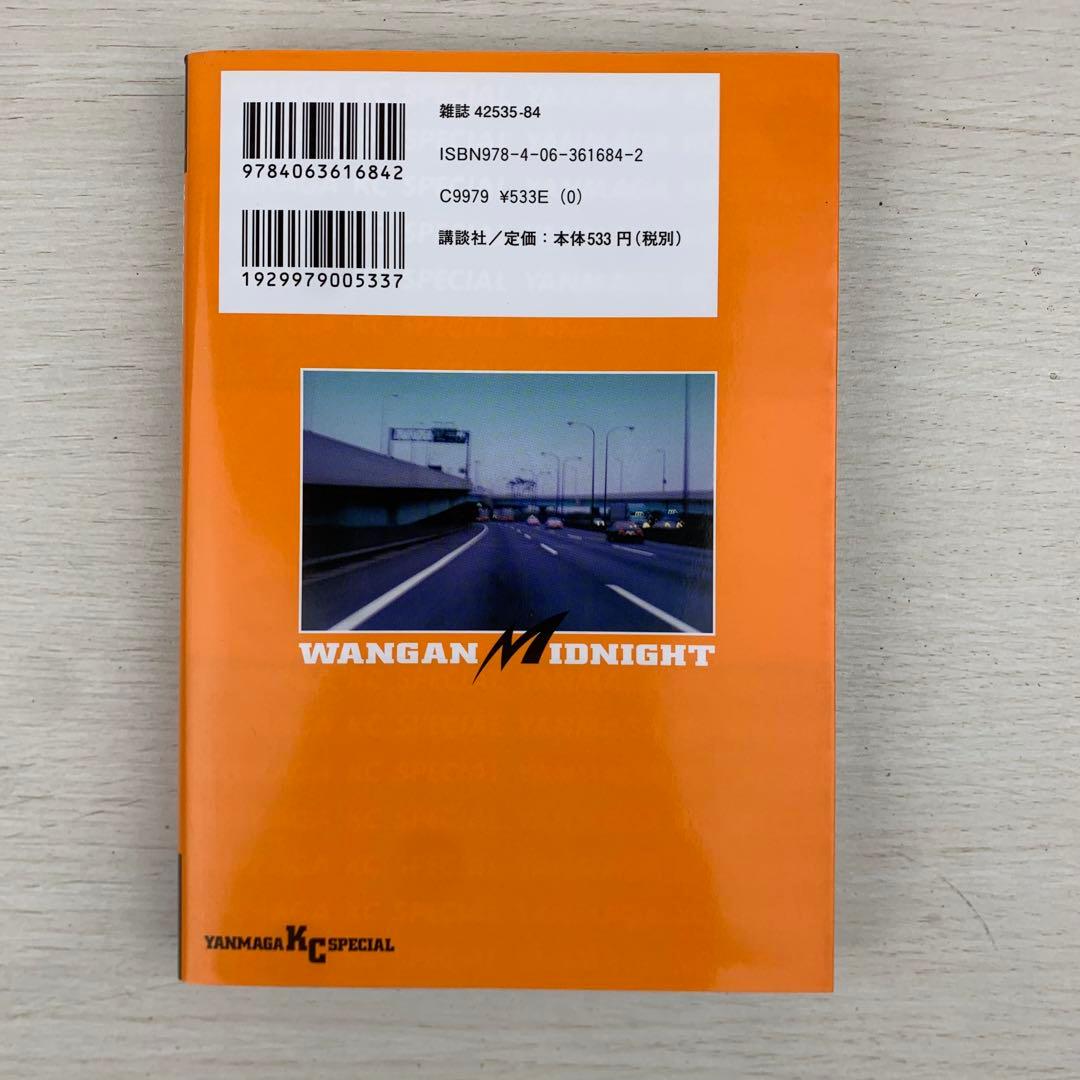 雑誌 42535-84
9784063616842
ISBN978-4-06-361684-2
C9979 ¥533E (0)
1929979005337
講談社／定価：本体533円(税別)
WANGAN MIDNIGHT
YANMAGA KC SPECIAL